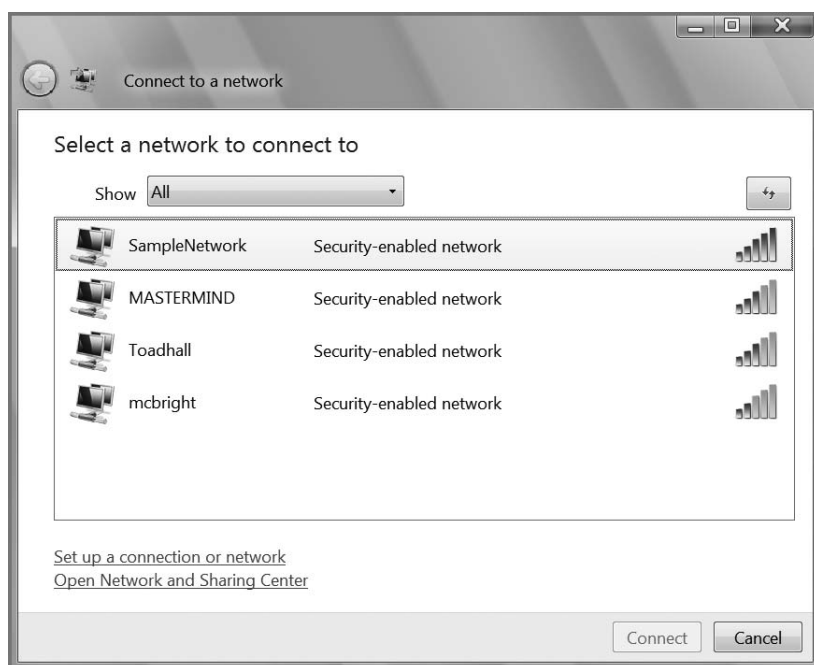 Connect to a network
Select a network to connect to
Show All
SampleNetwork Security-enabled network
MASTERMIND Security-enabled network
Toadhall Security-enabled network
mcbright Security-enabled network
Set up a connection or network
Open Network and Sharing Center
Connect Cancel